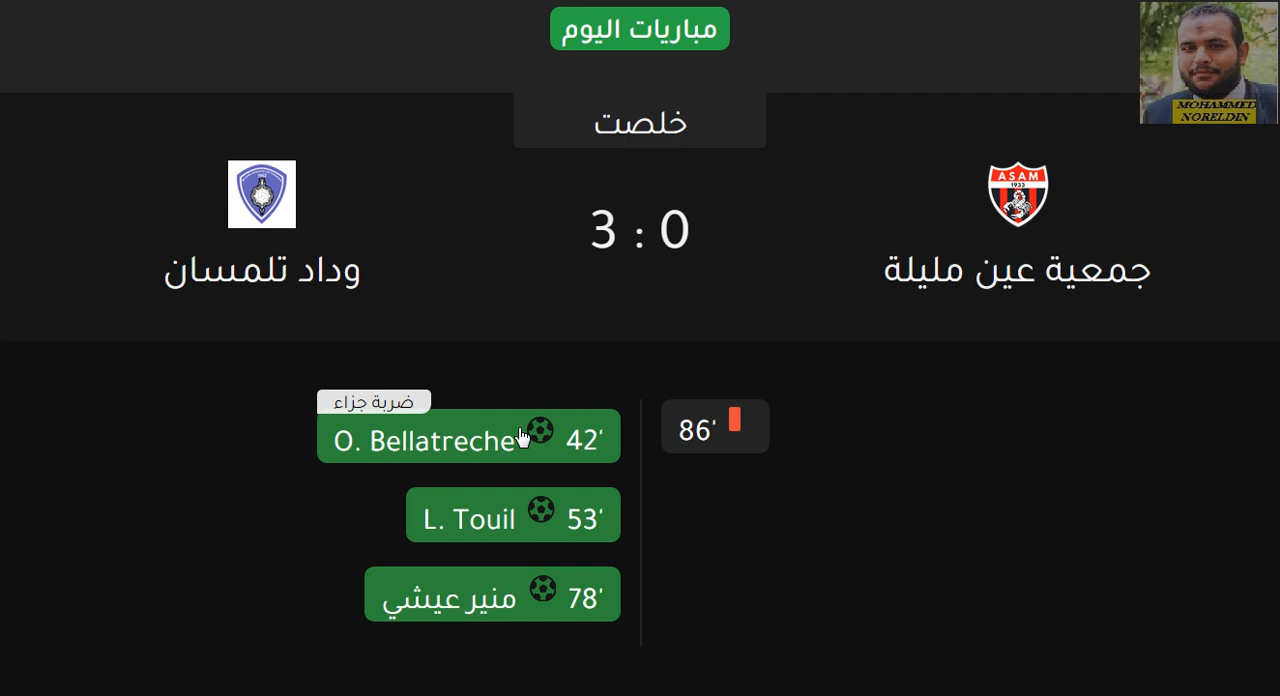 مباريات اليوم
MOHAMMED
NORELDIN
خلصت
ASAM
1933
3 : 0
جمعية عين مليلة
وداد تلمسان
ضربة جزاء
O. Bellatreche 42'
86'
L. Touil 53'
منير عيشي 78'